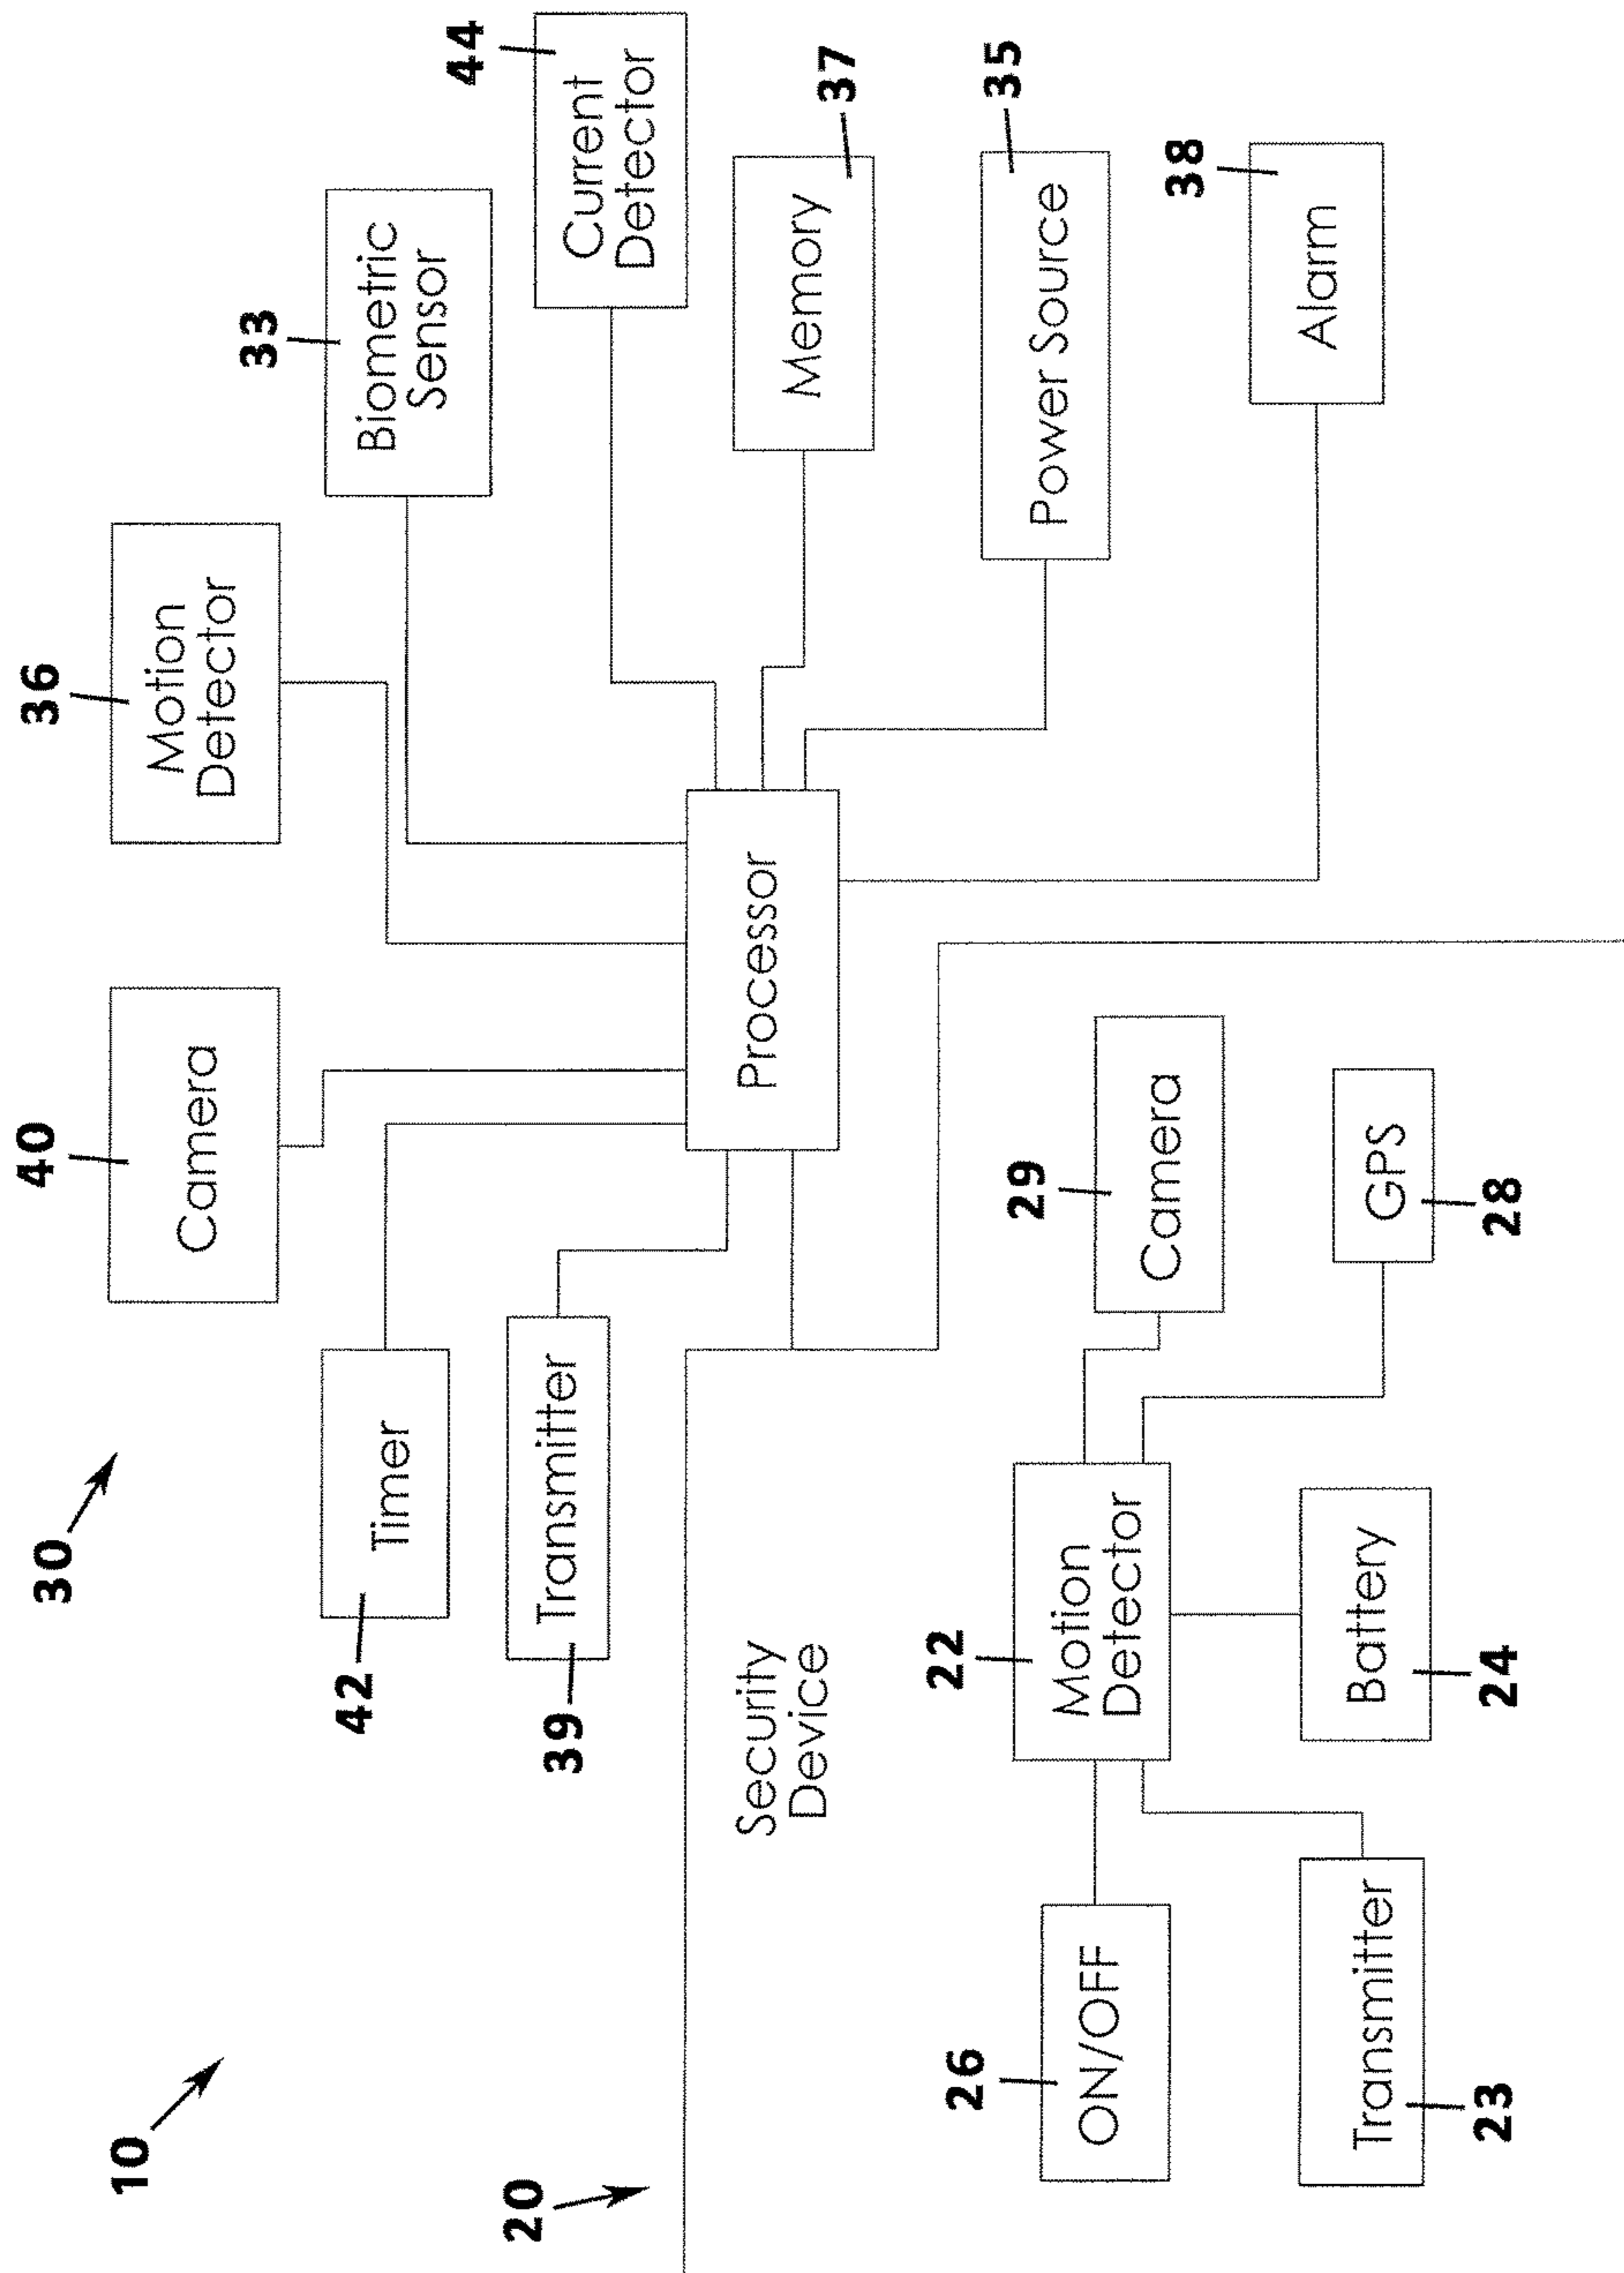 10
30
40
Camera
36
Motion
Detector
33
Biometric
Sensor
44
Current
Detector
42
Timer
39
Transmitter
Processor
37
Memory
35
Power Source
38
Alarm
20
Security
Device
26
ON/OFF
22
Motion
Detector
29
Camera
Transmitter
23
Battery
24
GPS
28